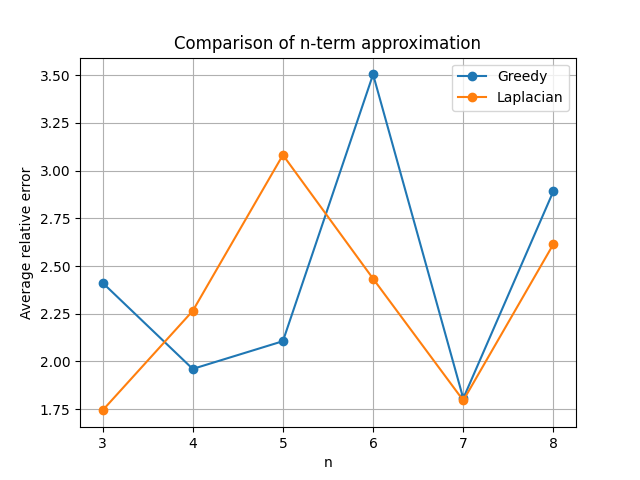 Comparison of n-term approximation
Greedy
Laplacian
Average relative error
3.50
3.25
3.00
2.75
2.50
2.25
2.00
1.75
3 4 5 6 7 8
n